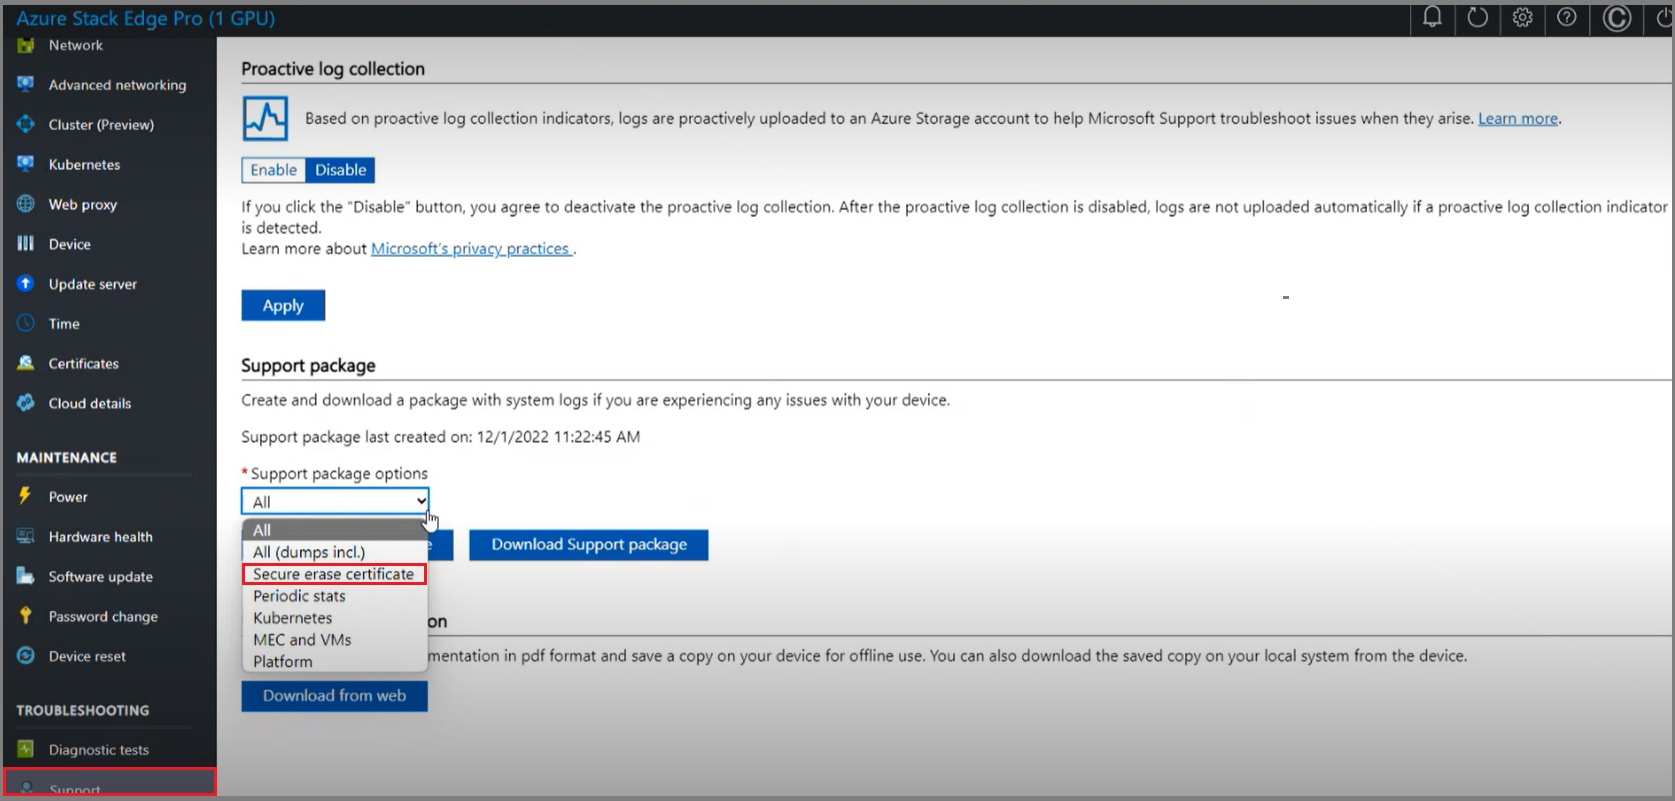 Azure Stack Edge Pro (1 GPU)
Network
Advanced networking
Cluster (Preview)
Kubernetes
Web proxy
Device
Update server
Time
Certificates
Cloud details
MAINTENANCE
Power
Hardware health
Software update
Password change
Device reset
TROUBLESHOOTING
Diagnostic tests
Support
Proactive log collection
Based on proactive log collection indicators, logs are proactively uploaded to an Azure Storage account to help Microsoft Support troubleshoot issues when they arise. Learn more.
Enable Disable
If you click the "Disable" button, you agree to deactivate the proactive log collection. After the proactive log collection is disabled, logs are not uploaded automatically if a proactive log collection indicator
is detected.
Learn more about Microsoft's privacy practices .
Apply
Support package
Create and download a package with system logs if you are experiencing any issues with your device.
Support package last created on: 12/1/2022 11:22:45 AM
* Support package options
All
All
All (dumps incl.)
Secure erase certificate
Periodic stats
Kubernetes
MEC and VMs
Platform
e Download Support package
on
mentation in pdf format and save a copy on your device for offline use. You can also download the saved copy on your local system from the device.
Download from web